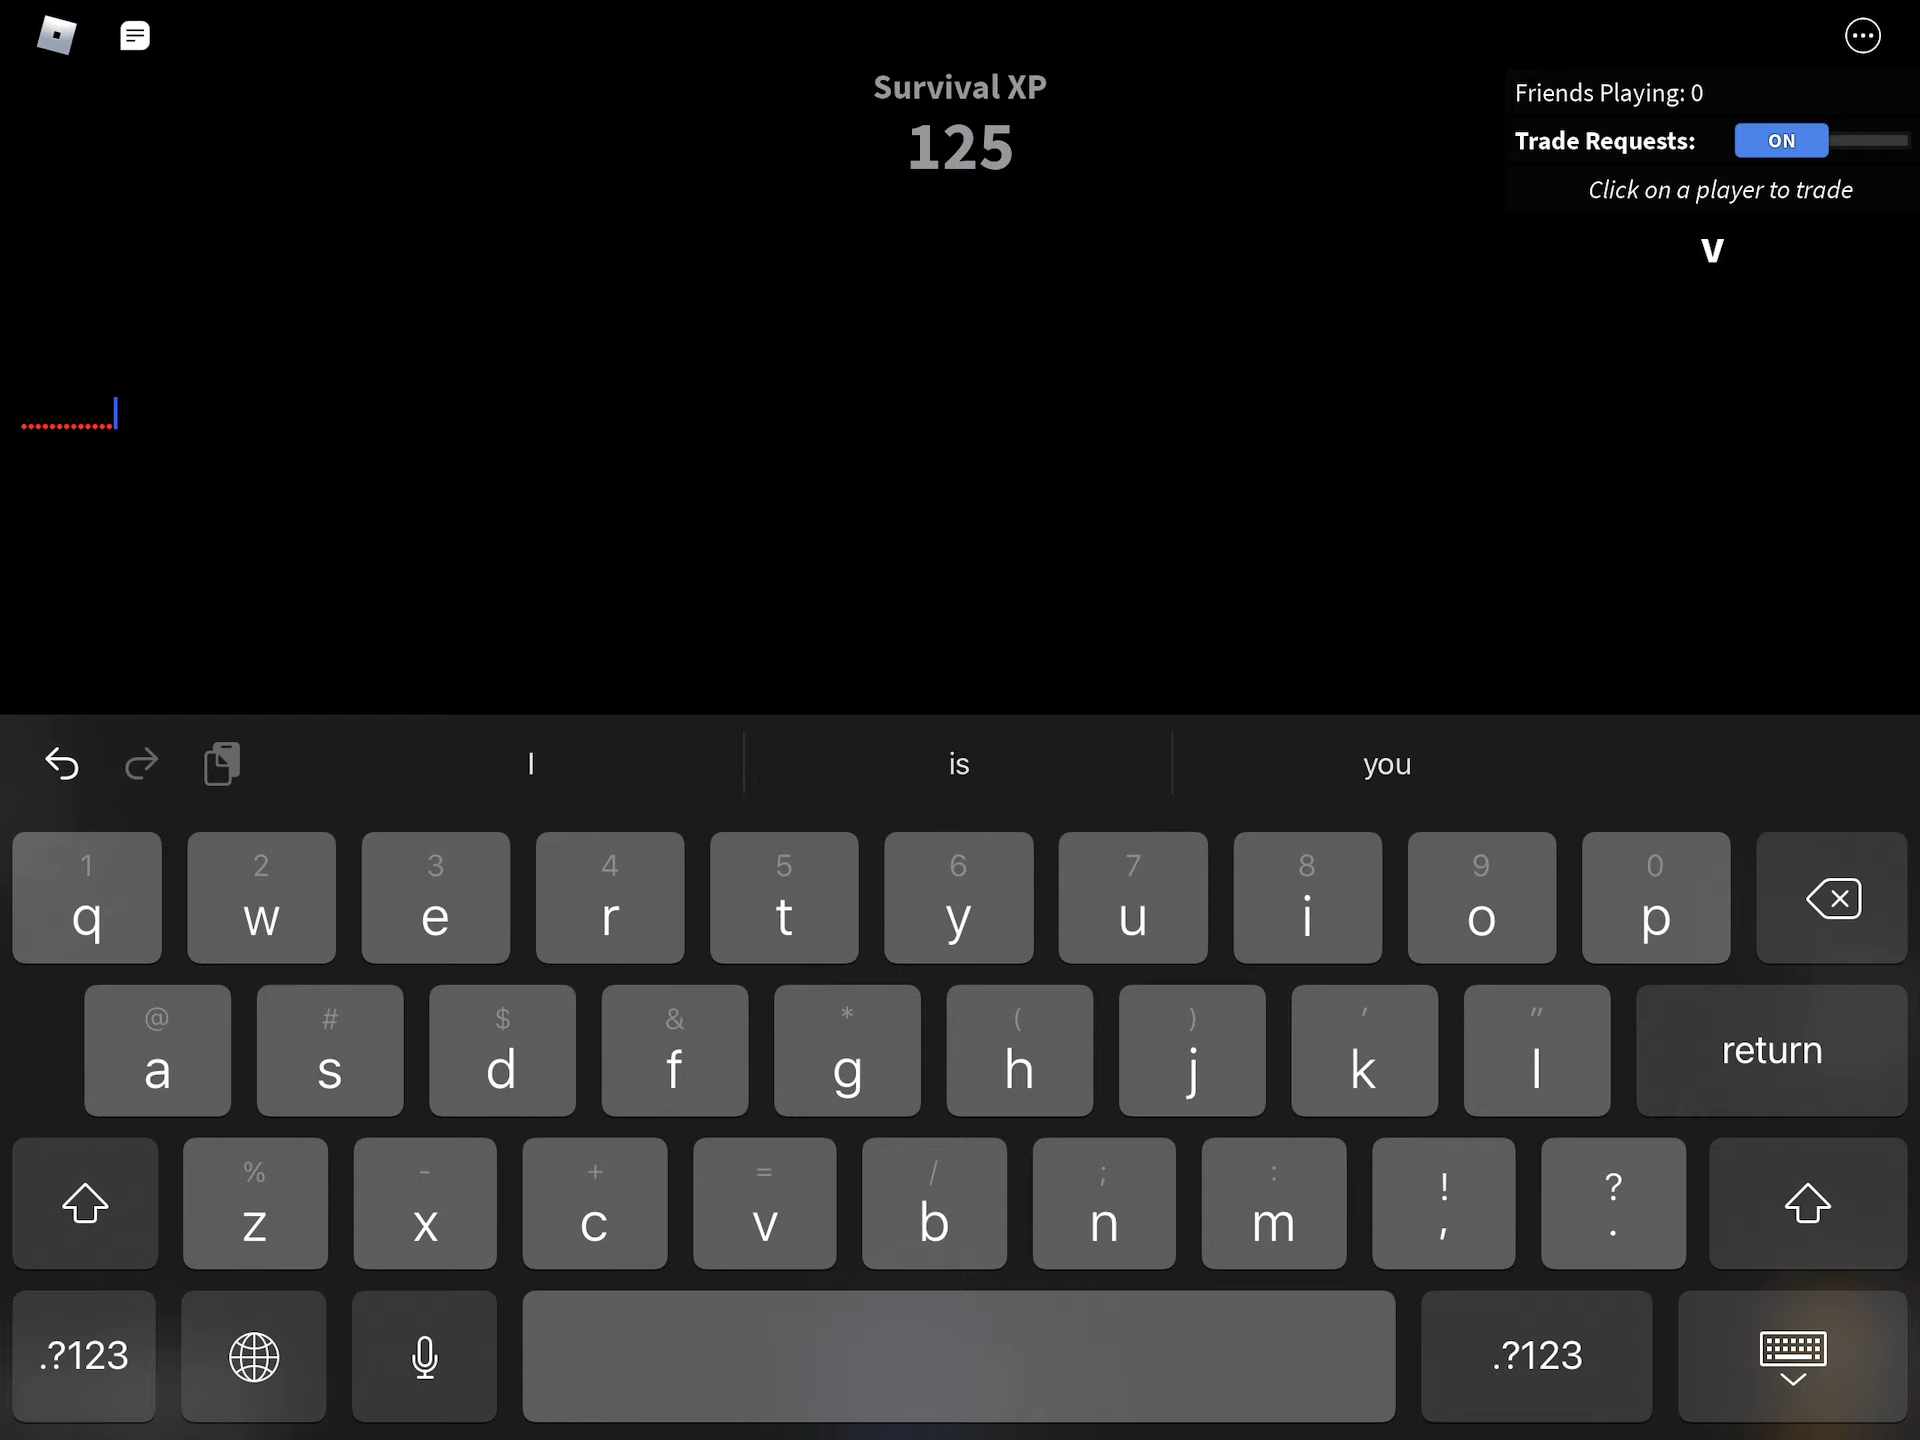 Survival XP
125
Friends Playing: 0
Trade Requests: ON
Click on a player to trade
v
I is you
1 2 3 4 5 6 7 8 9 0
q w e r t y u i o p
@ # $ & * ( ) ' "
a s d f g h j k l return
% - + = / ; : ! ?
z x c v b n m , .
.?123 .?123